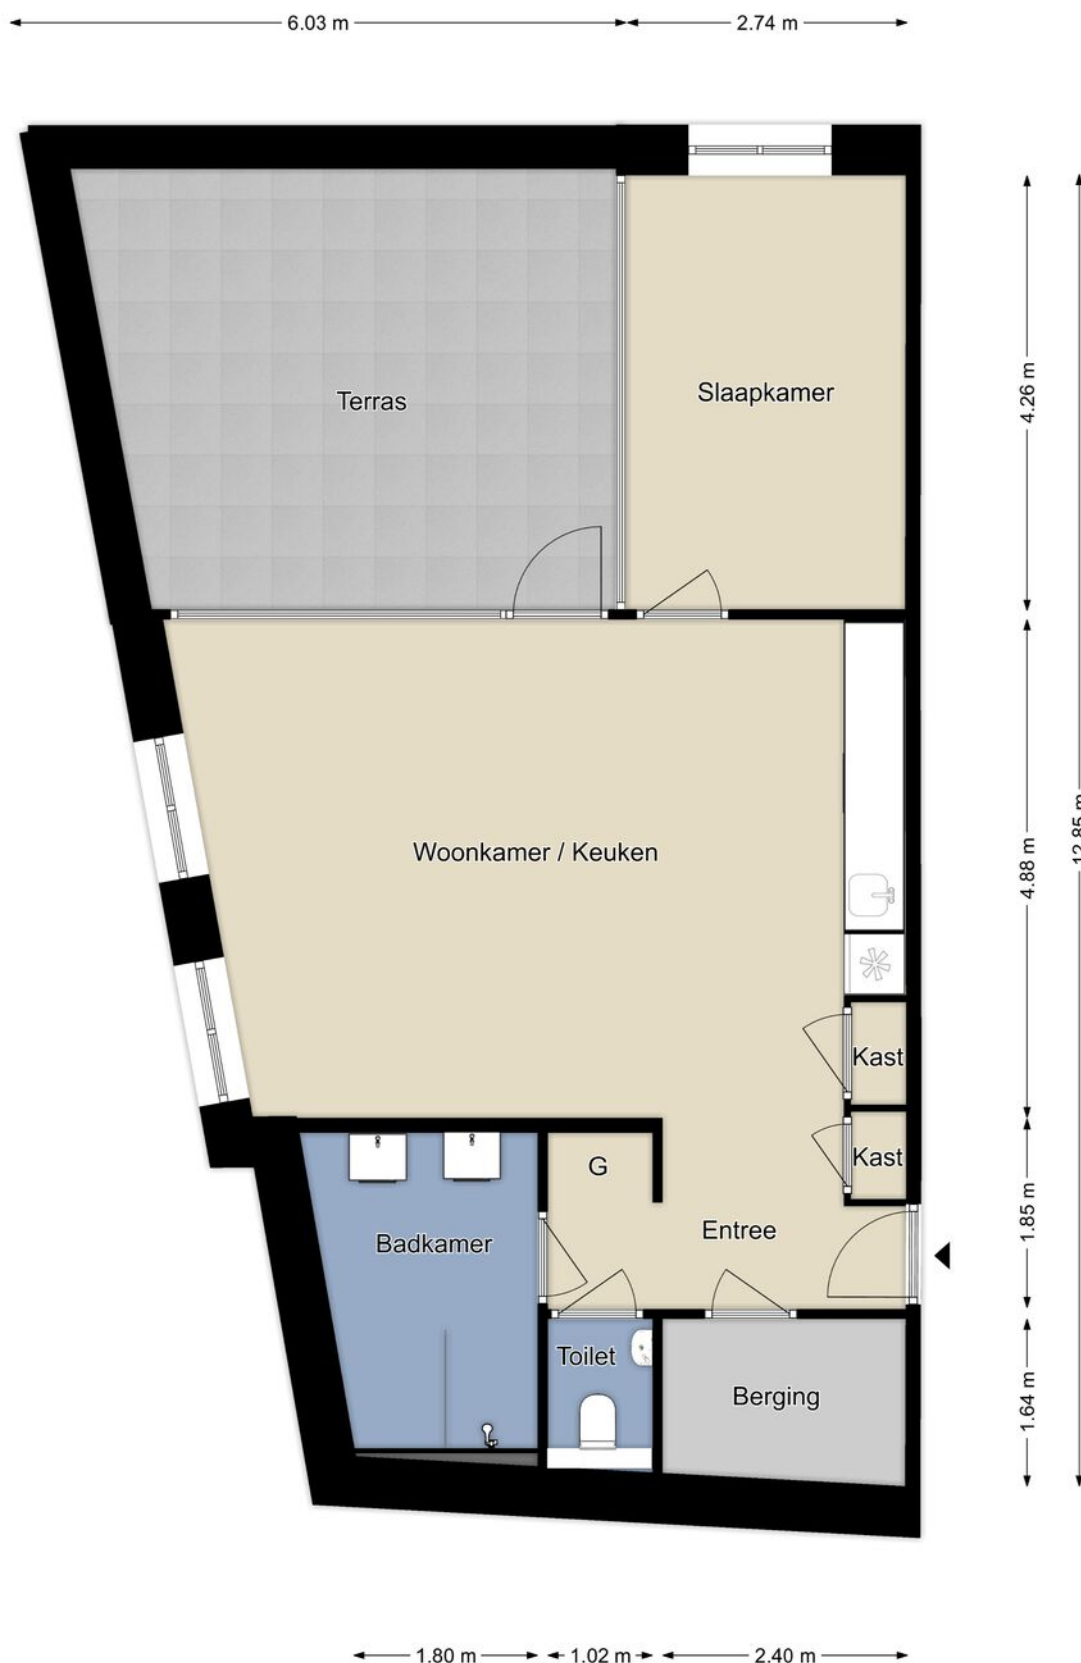 6.03 m
2.74 m
Terras
Slaapkamer
4.26 m
Woonkamer / Keuken
4.88 m
12.85 m
Kast
Kast
G
Entree
Badkamer
1.85 m
Toilet
Berging
1.64 m
1.80 m
1.02 m
2.40 m